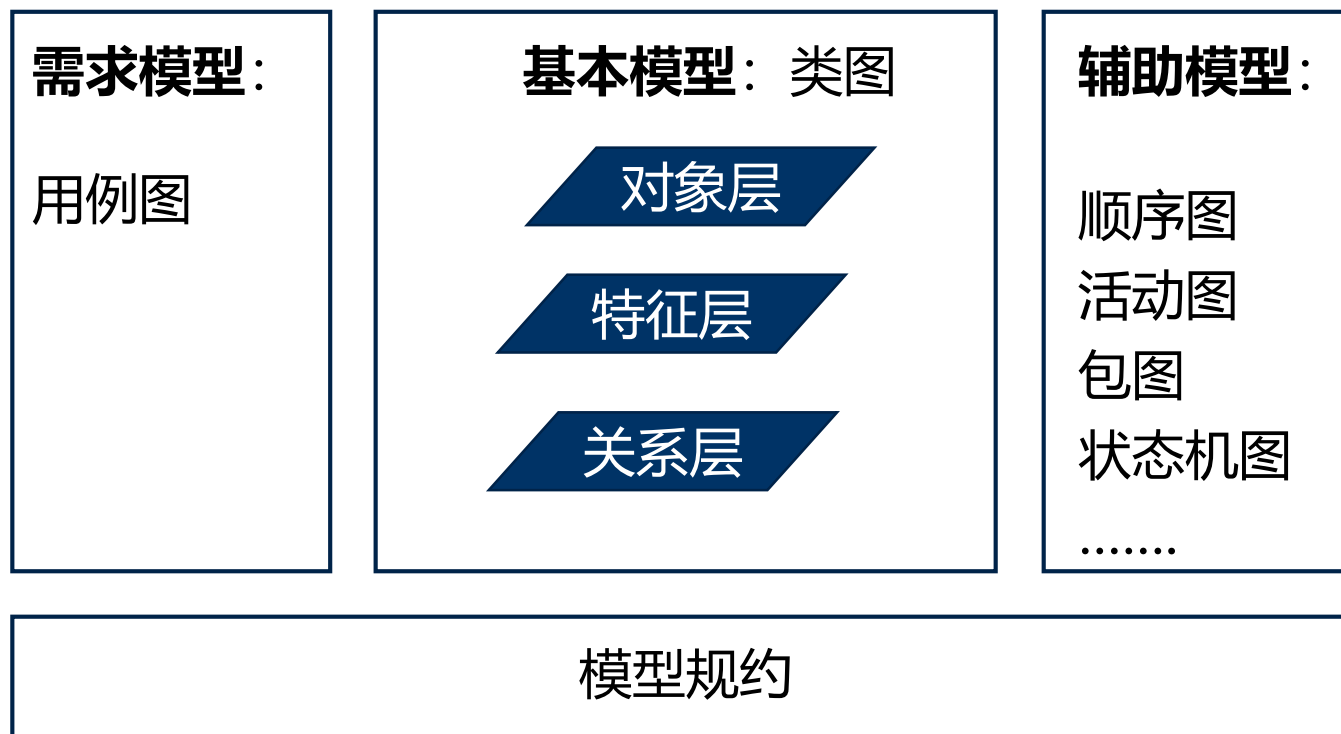 需求模型：
用例图
基本模型：类图
对象层
特征层
关系层
辅助模型：
顺序图
活动图
包图
状态机图
.......
模型规约